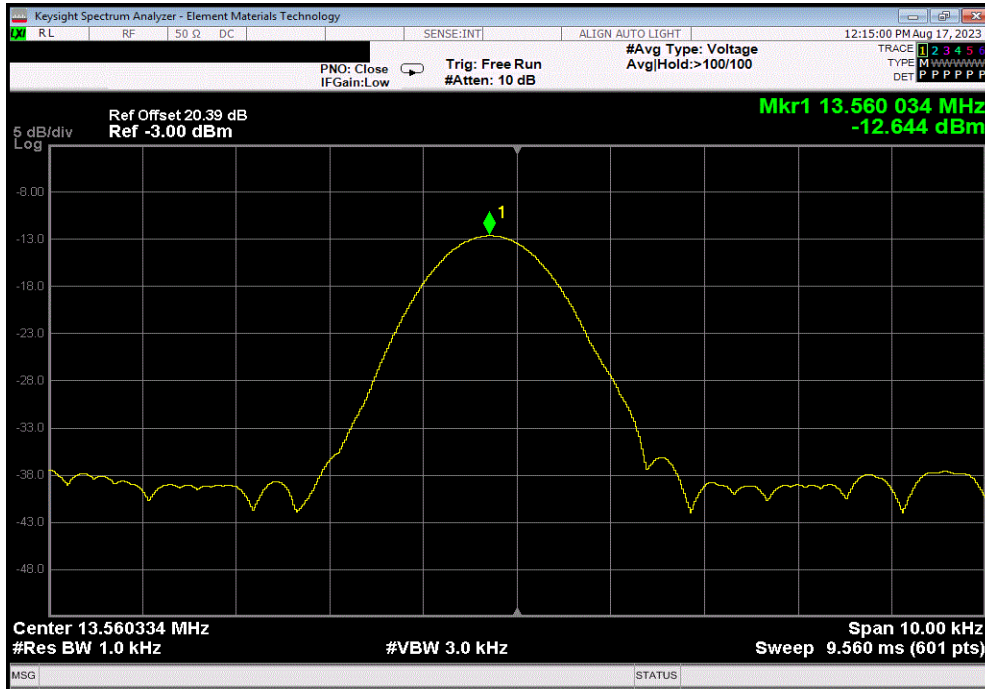 Keysight Spectrum Analyzer - Element Materials Technology
LXI RL RF 50 Ω DC SENSE:INT ALIGN AUTO LIGHT 12:15:00 PM Aug 17, 2023
#Avg Type: Voltage TRACE 1 2 3 4 5 6
PNO: Close Trig: Free Run Avg|Hold:>100/100 TYPE M WWWWW
IFGain:Low #Atten: 10 dB DET P P P P P P
Mkr1 13.560 034 MHz
Ref Offset 20.39 dB
5 dB/div Ref -3.00 dBm -12.644 dBm
Log
1
-8.00
-13.0
-18.0
-23.0
-28.0
-33.0
-38.0
-43.0
-48.0
Center 13.560334 MHz Span 10.00 kHz
#Res BW 1.0 kHz #VBW 3.0 kHz Sweep 9.560 ms (601 pts)
MSG STATUS